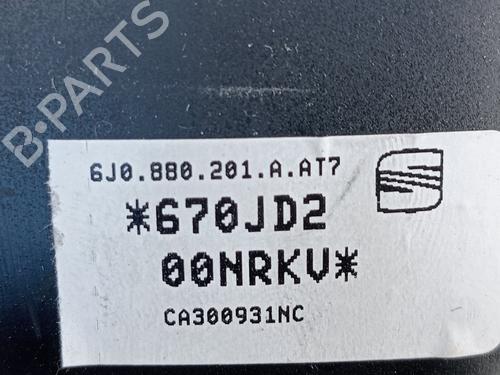 B-PARTS
6J0.880.201.A.AT7
*670JD2
00NRKV*
CA300931NC